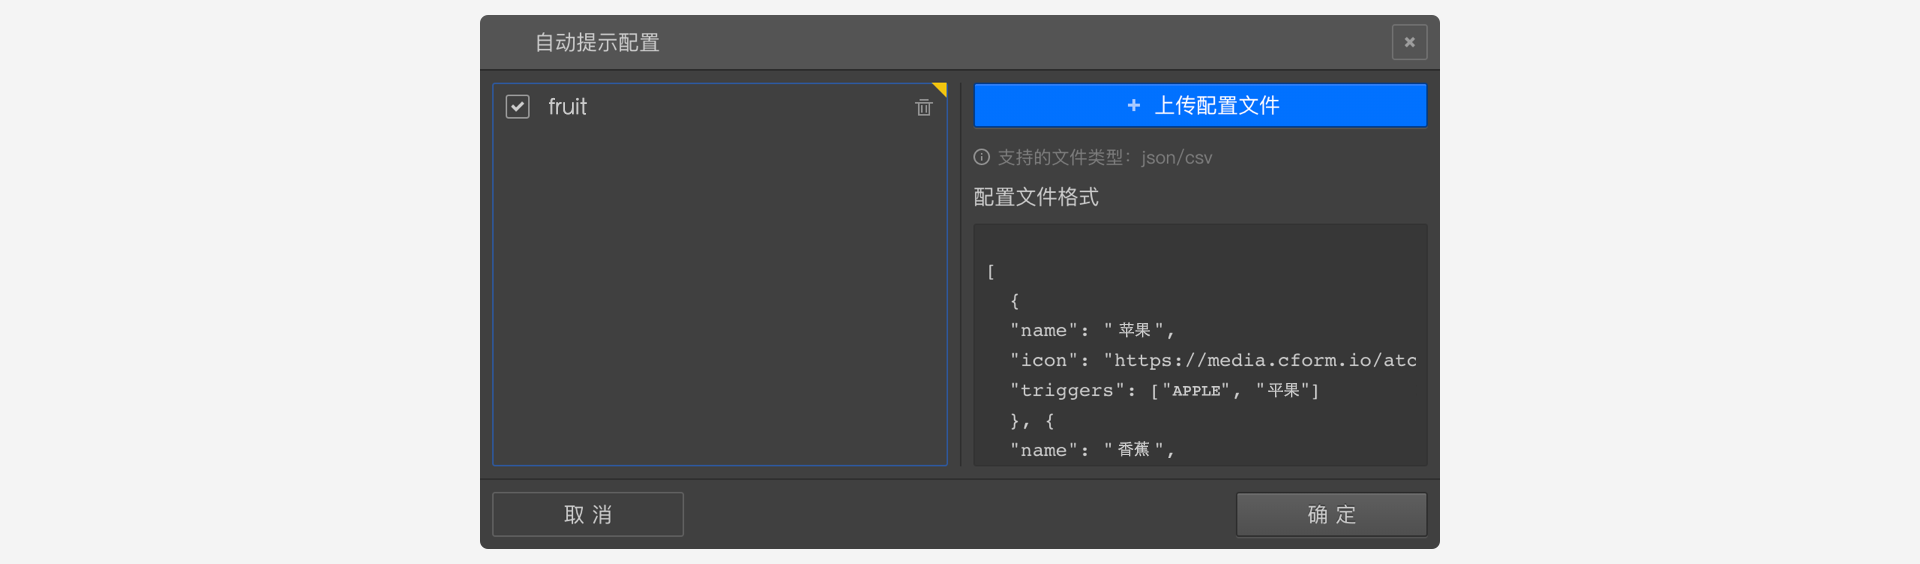 自动提示配置
fruit
+ 上传配置文件
支持的文件类型：json/csv
配置文件格式
[
{
"name": "苹果",
"icon": "https://media.cform.io/atc
"triggers": ["APPLE", "平果"]
}, {
"name": "香蕉",
取 消
确 定